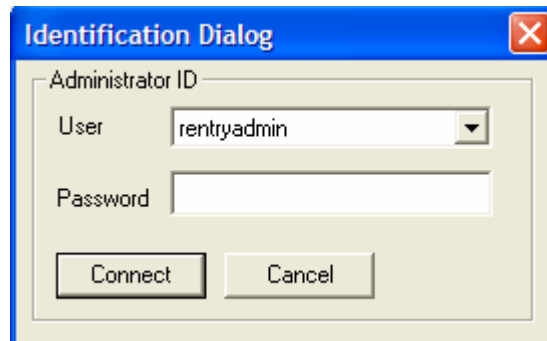 Identification Dialog
Administrator ID
User rentryadmin
Password
Connect Cancel